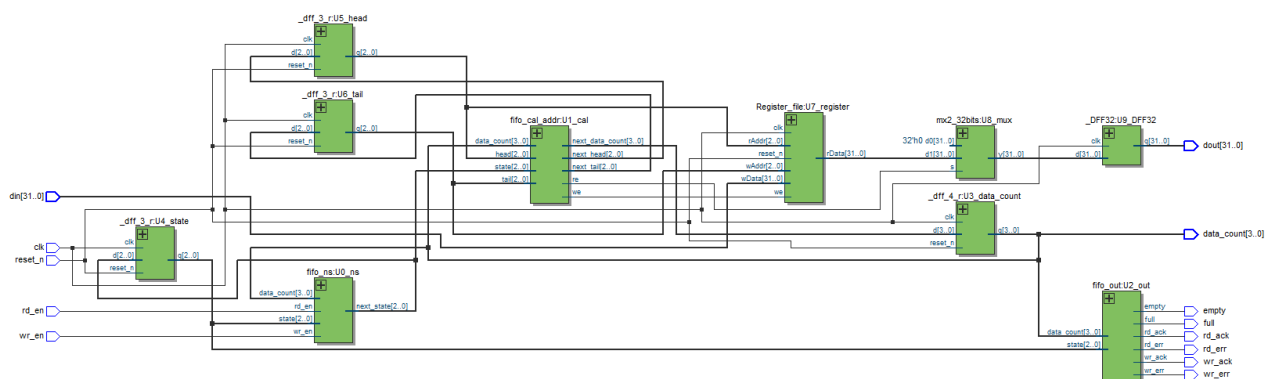 _dff_3_r:U5_head
clk
d[2..0]
q[2..0]
reset_n
_dff_3_r:U6_tail
clk
d[2..0]
q[2..0]
reset_n
fifo_cal_addr:U1_cal
data_count[3..0]
next_data_count[3..0]
head[2..0]
next_head[2..0]
state[2..0]
next_tail[2..0]
tail[2..0]
re
we
Register_file:U7_register
clk
rAddr[2..0]
reset_n
rData[31..0]
wAddr[2..0]
wData[31..0]
we
mx2_32bits:U8_mux
32'h0 d0[31..0]
d1[31..0]
y[31..0]
s
_DFF32:U9_DFF32
clk
q[31..0]
d[31..0]
dout[31..0]
din[31..0]
_dff_4_r:U3_data_count
clk
d[3..0]
q[3..0]
reset_n
data_count[3..0]
_dff_3_r:U4_state
clk
clk
d[2..0]
q[2..0]
reset_n
reset_n
fifo_ns:U0_ns
data_count[3..0]
rd_en
rd_en
next_state[2..0]
state[2..0]
wr_en
wr_en
fifo_out:U2_out
empty
empty
full
full
data_count[3..0]
rd_ack
rd_ack
state[2..0]
rd_err
rd_err
wr_ack
wr_ack
wr_err
wr_err